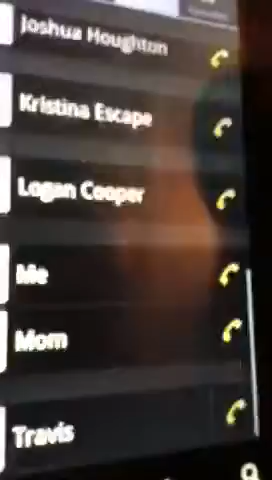 Joshua Houghton
Kristina Escape
Logan Cooper
Me
Mom
Travis